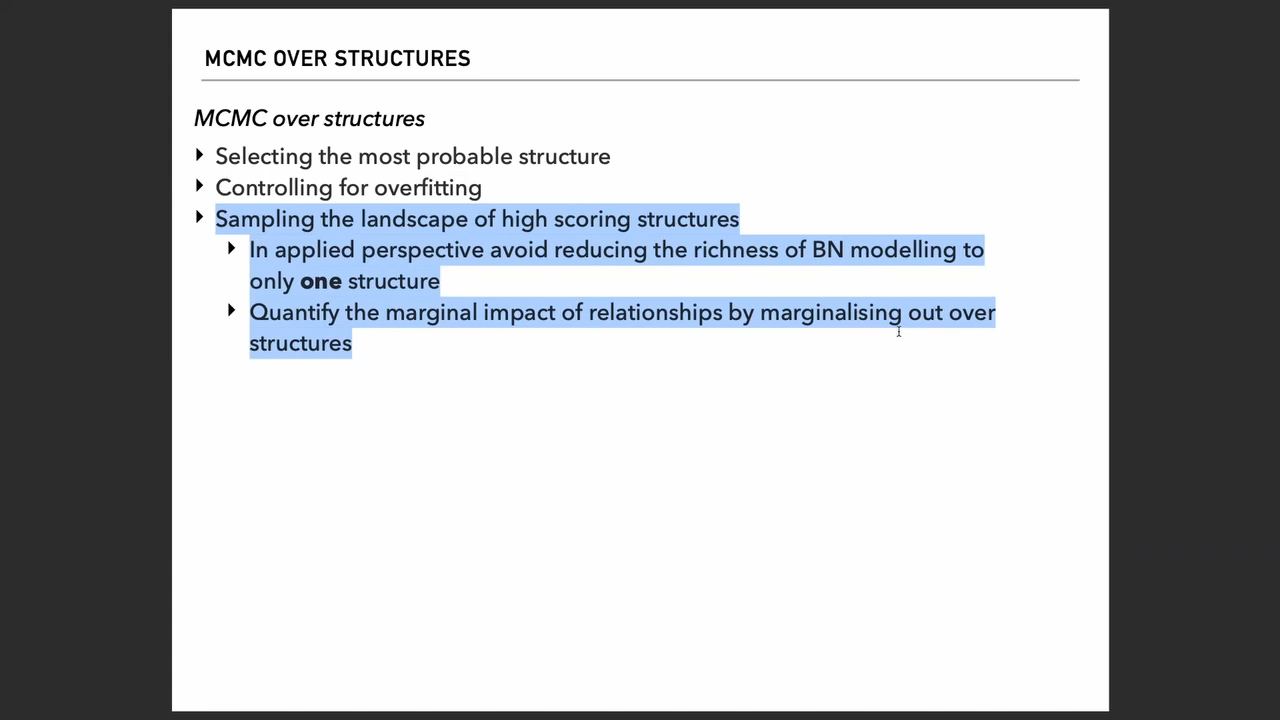 MCMC OVER STRUCTURES
MCMC over structures
Selecting the most probable structure
Controlling for overfitting
Sampling the landscape of high scoring structures
In applied perspective avoid reducing the richness of BN modelling to
only one structure
Quantify the marginal impact of relationships by marginalising out over
structures